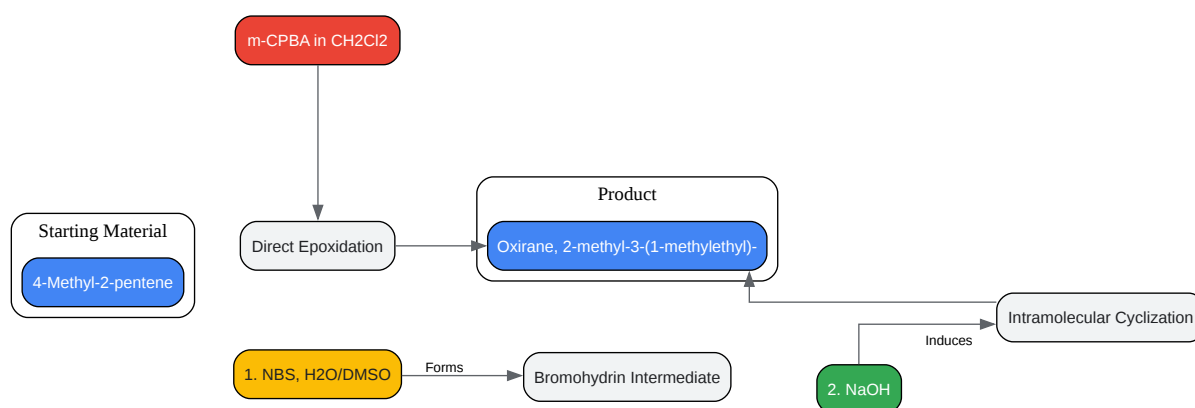 m-CPBA in CH2Cl2
Product
Starting Material
Direct Epoxidation
Oxirane, 2-methyl-3-(1-methylethyl)-
4-Methyl-2-pentene
Intramolecular Cyclization
Induces
1. NBS, H2O/DMSO
Forms
Bromohydrin Intermediate
2. NaOH